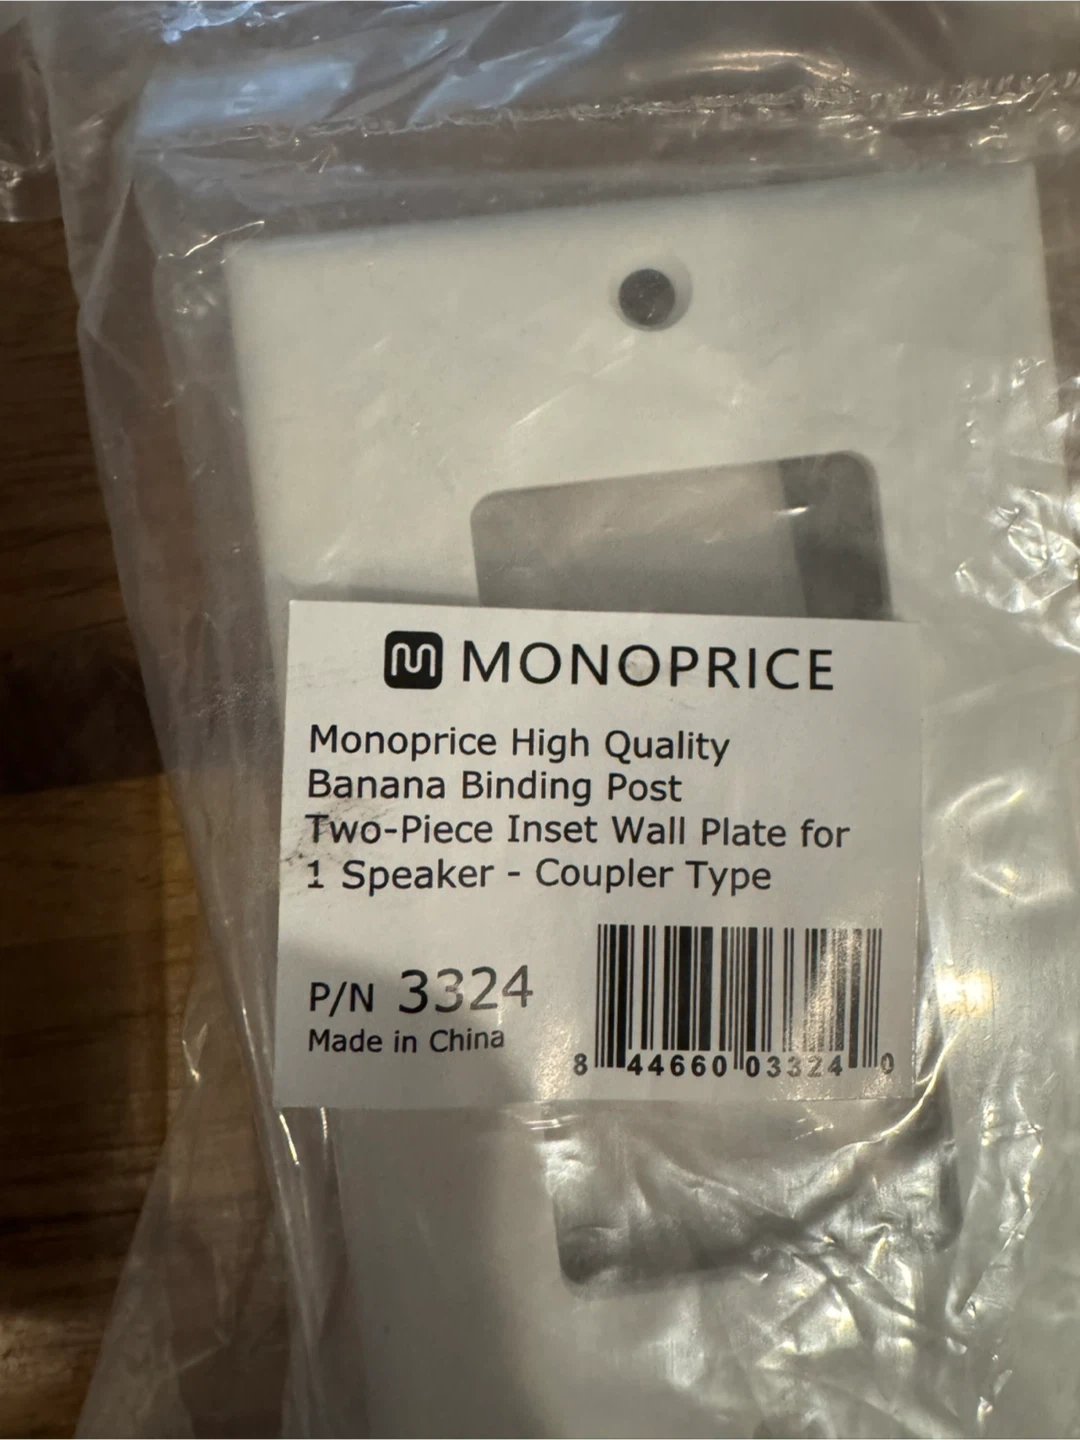 MONOPRICE
Monoprice High Quality
Banana Binding Post
Two-Piece Inset Wall Plate for
1 Speaker - Coupler Type
P/N 3324
Made in China
8 44660 03324 0